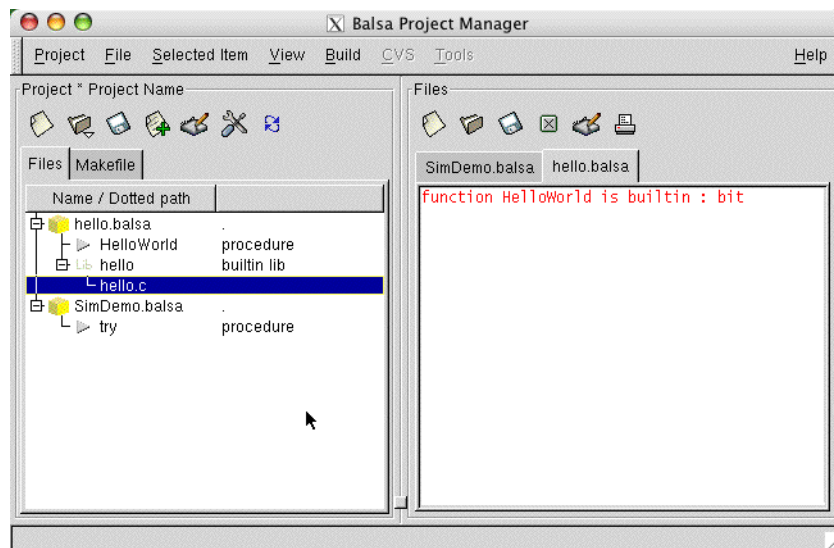 Balsa Project Manager
Project File Selected Item View Build CVS Tools Help
Project * Project Name
Files Makefile
Name / Dotted path
hello.balsa .
HelloWorld procedure
Lib hello builtin lib
hello.c
SimDemo.balsa .
try procedure
Files
SimDemo.balsa hello.balsa
function HelloWorld is builtin : bit